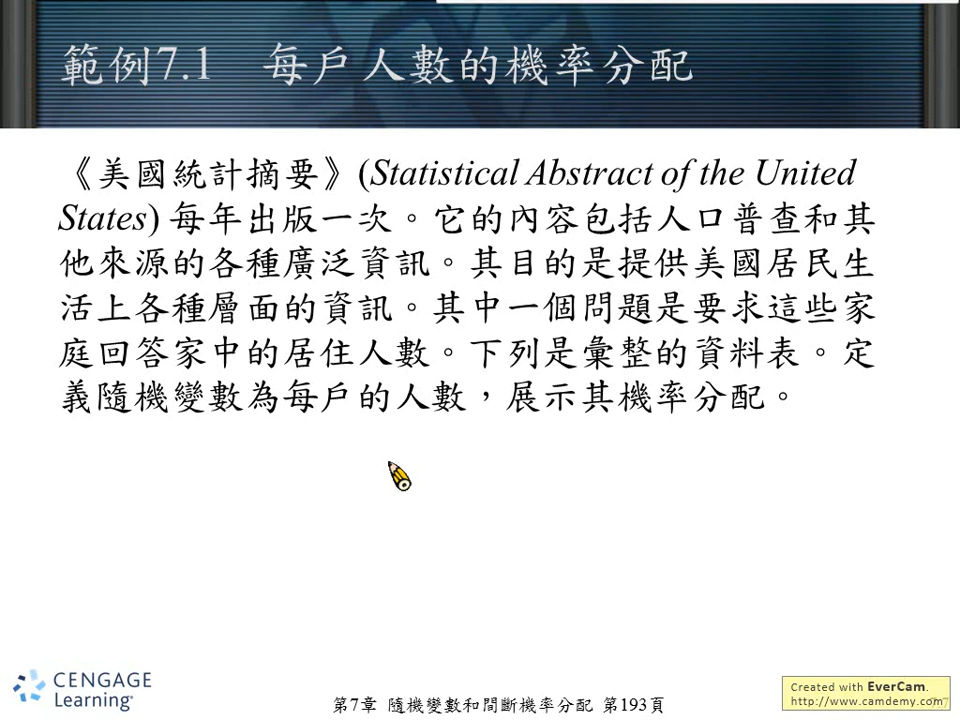 範例7.1 每戶人數的機率分配
《美國統計摘要》(Statistical Abstract of the United
States) 每年出版一次。它的內容包括人口普查和其
他來源的各種廣泛資訊。其目的是提供美國居民生
活上各種層面的資訊。其中一個問題是要求這些家
庭回答家中的居住人數。下列是彙整的資料表。定
義隨機變數為每戶的人數，展示其機率分配。
CENGAGE
Learning
第7章 隨機變數和間斷機率分配 第193頁
Created with EverCam.
http://www.camdemy.com